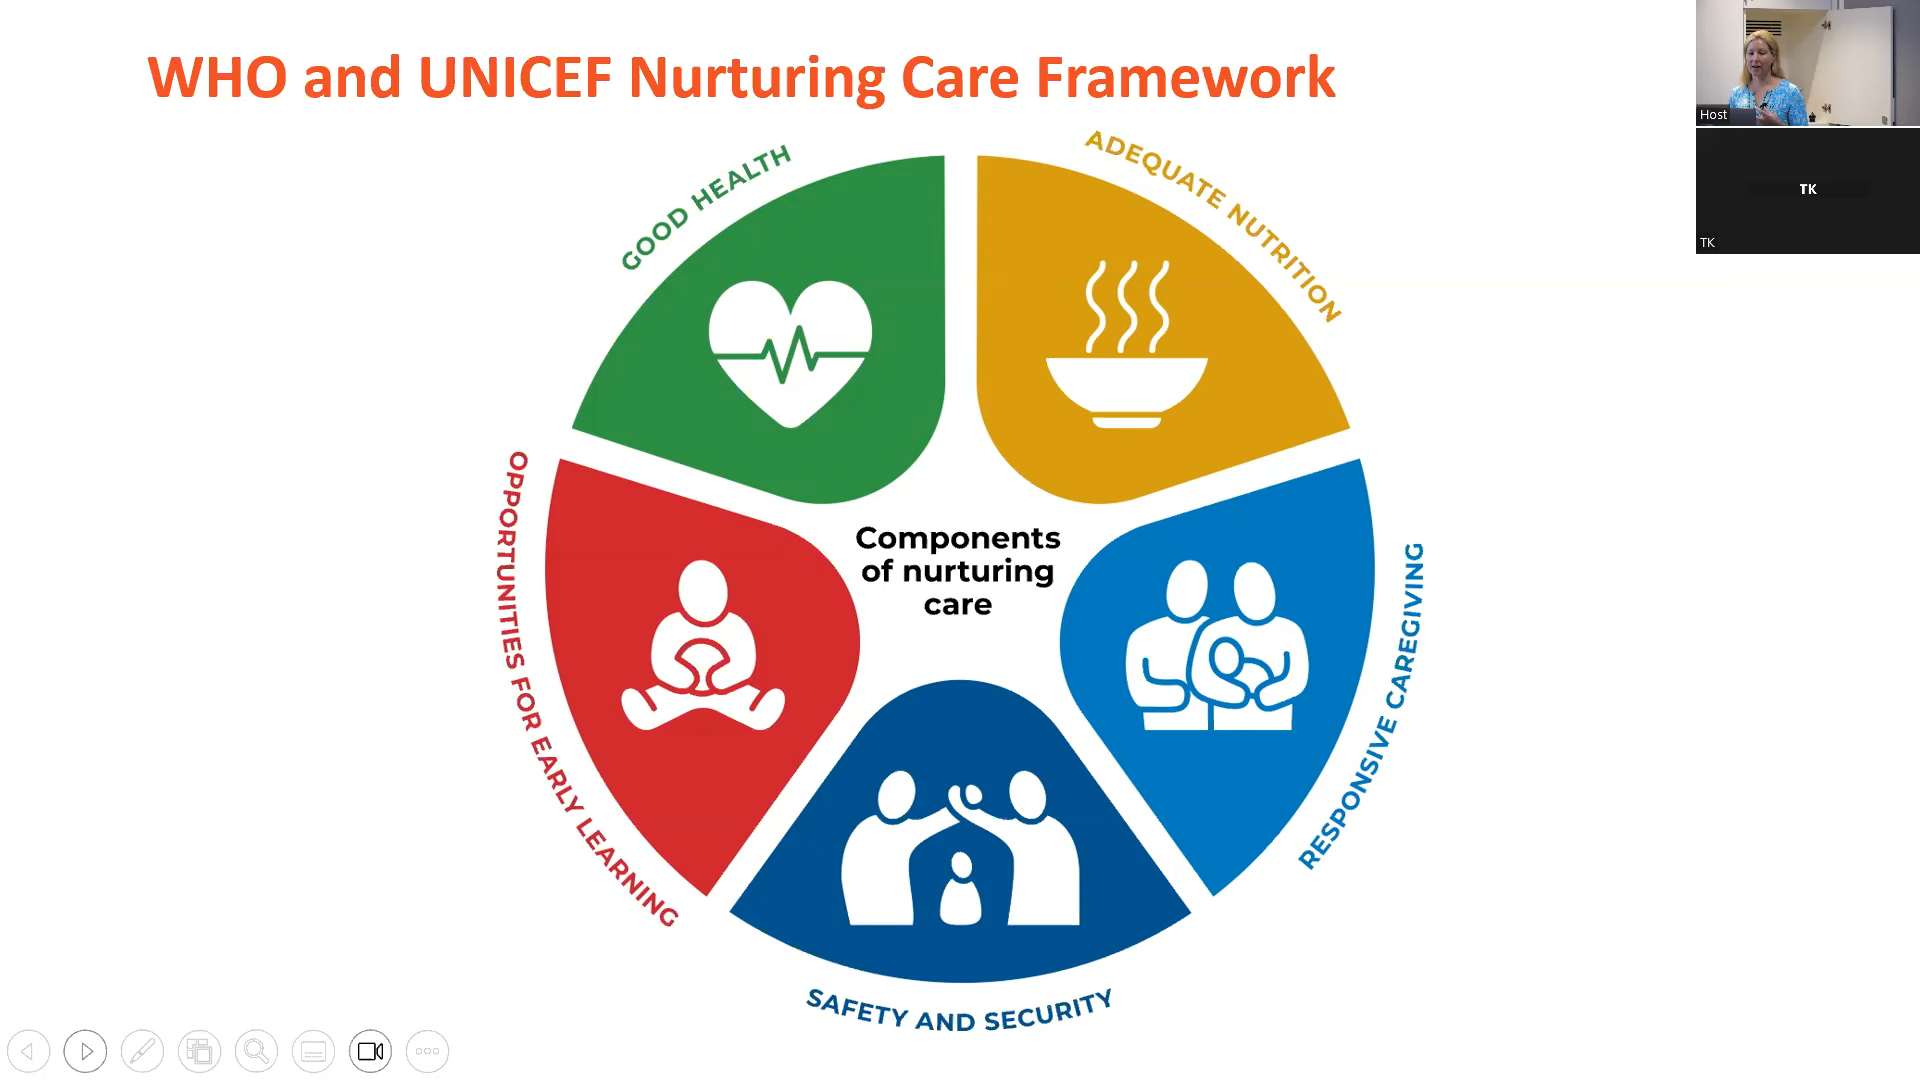 WHO and UNICEF Nurturing Care Framework
GOOD HEALTH
ADEQUATE NUTRITION
OPPORTUNITIES FOR EARLY LEARNING
Components
of nurturing
care
RESPONSIVE CAREGIVING
SAFETY AND SECURITY
Host
TK
TK